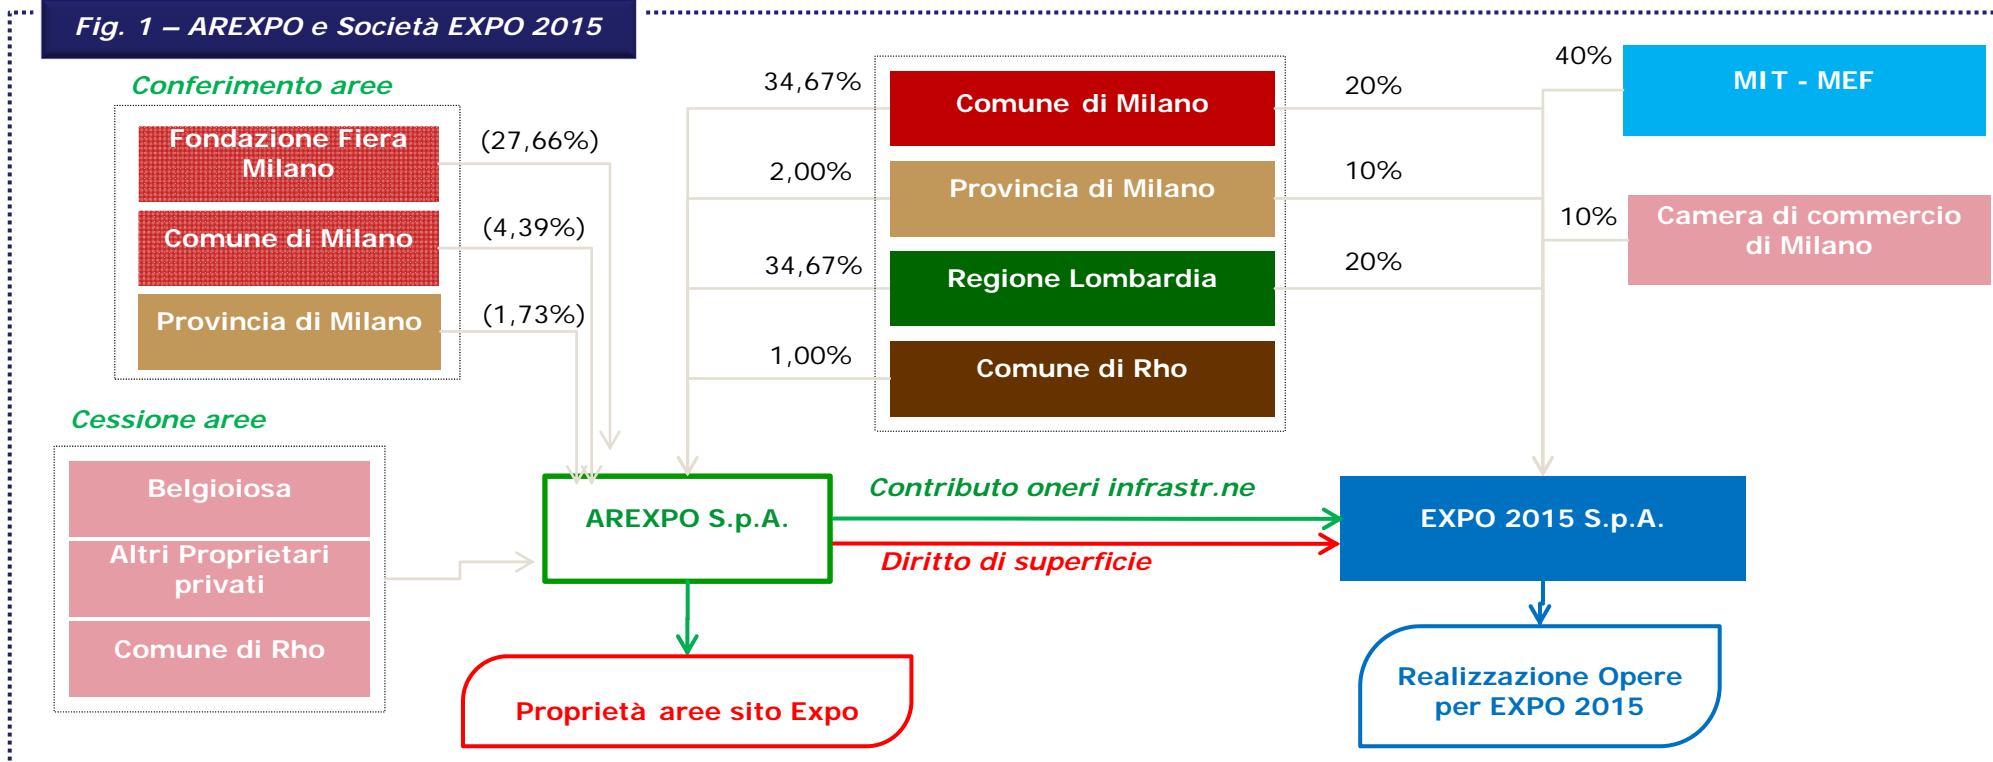 Fig. 1 – AREXPO e Società EXPO 2015
Conferimento aree
Fondazione Fiera
Milano
(27,66%)
Comune di Milano
(4,39%)
Provincia di Milano
(1,73%)
Cessione aree
Belgioiosa
Altri Proprietari
privati
Comune di Rho
34,67%
Comune di Milano
20%
2,00%
Provincia di Milano
10%
34,67%
Regione Lombardia
20%
1,00%
Comune di Rho
40%
MIT - MEF
10%
Camera di commercio
di Milano
AREXPO S.p.A.
Contributo oneri infrastr.ne
Diritto di superficie
EXPO 2015 S.p.A.
Proprietà aree sito Expo
Realizzazione Opere
per EXPO 2015